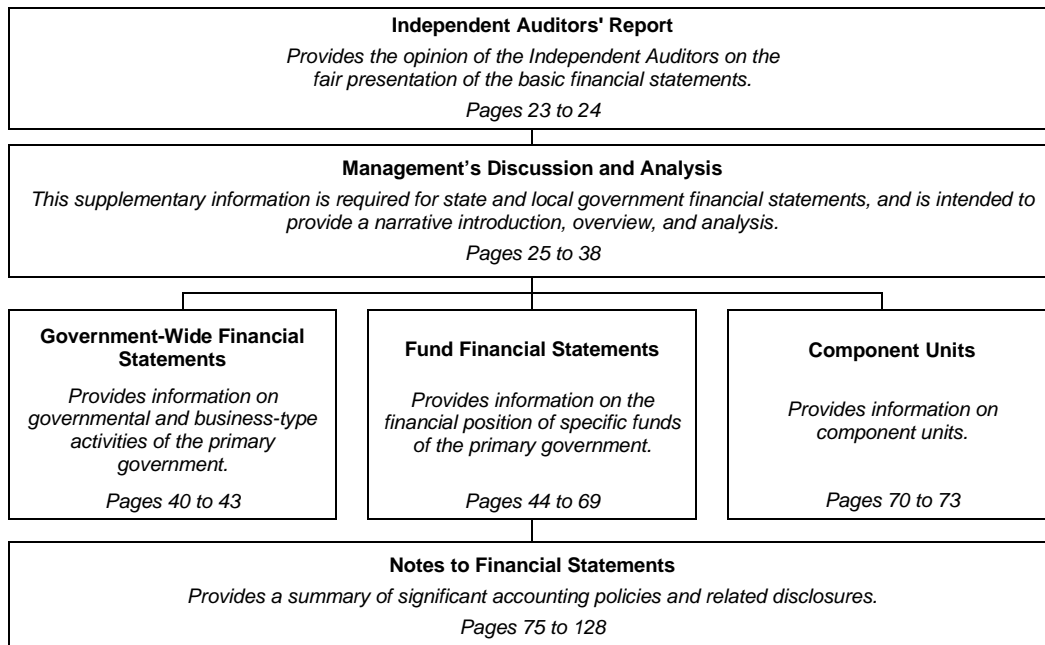 Independent Auditors' Report
Provides the opinion of the Independent Auditors on the
fair presentation of the basic financial statements.
Pages 23 to 24
Management’s Discussion and Analysis
This supplementary information is required for state and local government financial statements, and is intended to
provide a narrative introduction, overview, and analysis.
Pages 25 to 38
Government-Wide Financial
Statements
Provides information on
governmental and business-type
activities of the primary
government.
Pages 40 to 43
Fund Financial Statements
Provides information on the
financial position of specific funds
of the primary government.
Pages 44 to 69
Component Units
Provides information on
component units.
Pages 70 to 73
Notes to Financial Statements
Provides a summary of significant accounting policies and related disclosures.
Pages 75 to 128